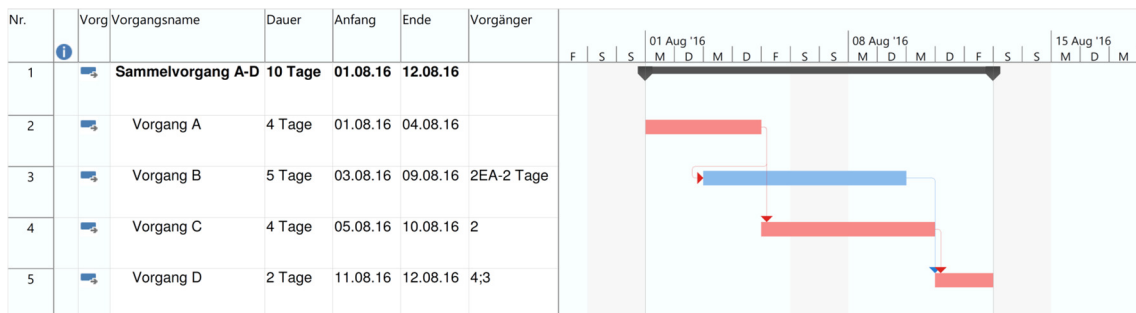 Nr. Vorg Vorgangsname Dauer Anfang Ende Vorgänger
01 Aug '16 08 Aug '16 15 Aug '16
F S S M D M D F S S M D M D F S S M D M
1 Sammelvorgang A-D 10 Tage 01.08.16 12.08.16
2 Vorgang A 4 Tage 01.08.16 04.08.16
3 Vorgang B 5 Tage 03.08.16 09.08.16 2EA-2 Tage
4 Vorgang C 4 Tage 05.08.16 10.08.16 2
5 Vorgang D 2 Tage 11.08.16 12.08.16 4;3